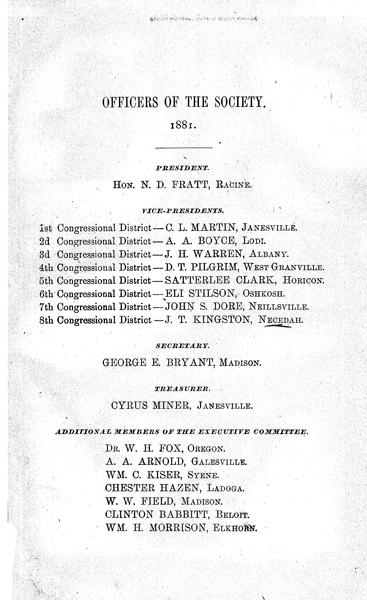 OFFICERS OF THE SOCIETY.
1881.
PRESIDENT.
HON. N. D. FRATT, RACINE.
VICE-PRESIDENTS.
1st Congressional District—C. L. MARTIN, JANESVILLE.
2d Congressional District—A. A. BOYCE, LODI.
3d Congressional District—J. H. WARREN, ALBANY.
4th Congressional District—D. T. PILGRIM, WEST GRANVILLE.
5th Congressional District—SATTERLEE CLARK, HORICON.
6th Congressional District—ELI STILSON, OSHKOSH.
7th Congressional District—JOHN S. DORE, NEILLSVILLE.
8th Congressional District—J. T. KINGSTON, NECEDAH.
SECRETARY.
GEORGE E. BRYANT, MADISON.
TREASURER.
CYRUS MINER, JANESVILLE.
ADDITIONAL MEMBERS OF THE EXECUTIVE COMMITTEE.
DR. W. H. FOX, OREGON.
A. A. ARNOLD, GALESVILLE.
WM. C. KISER, SYENE.
CHESTER HAZEN, LADOGA.
W. W. FIELD, MADISON.
CLINTON BABBITT, BELOIT.
WM. H. MORRISON, ELKHORN.